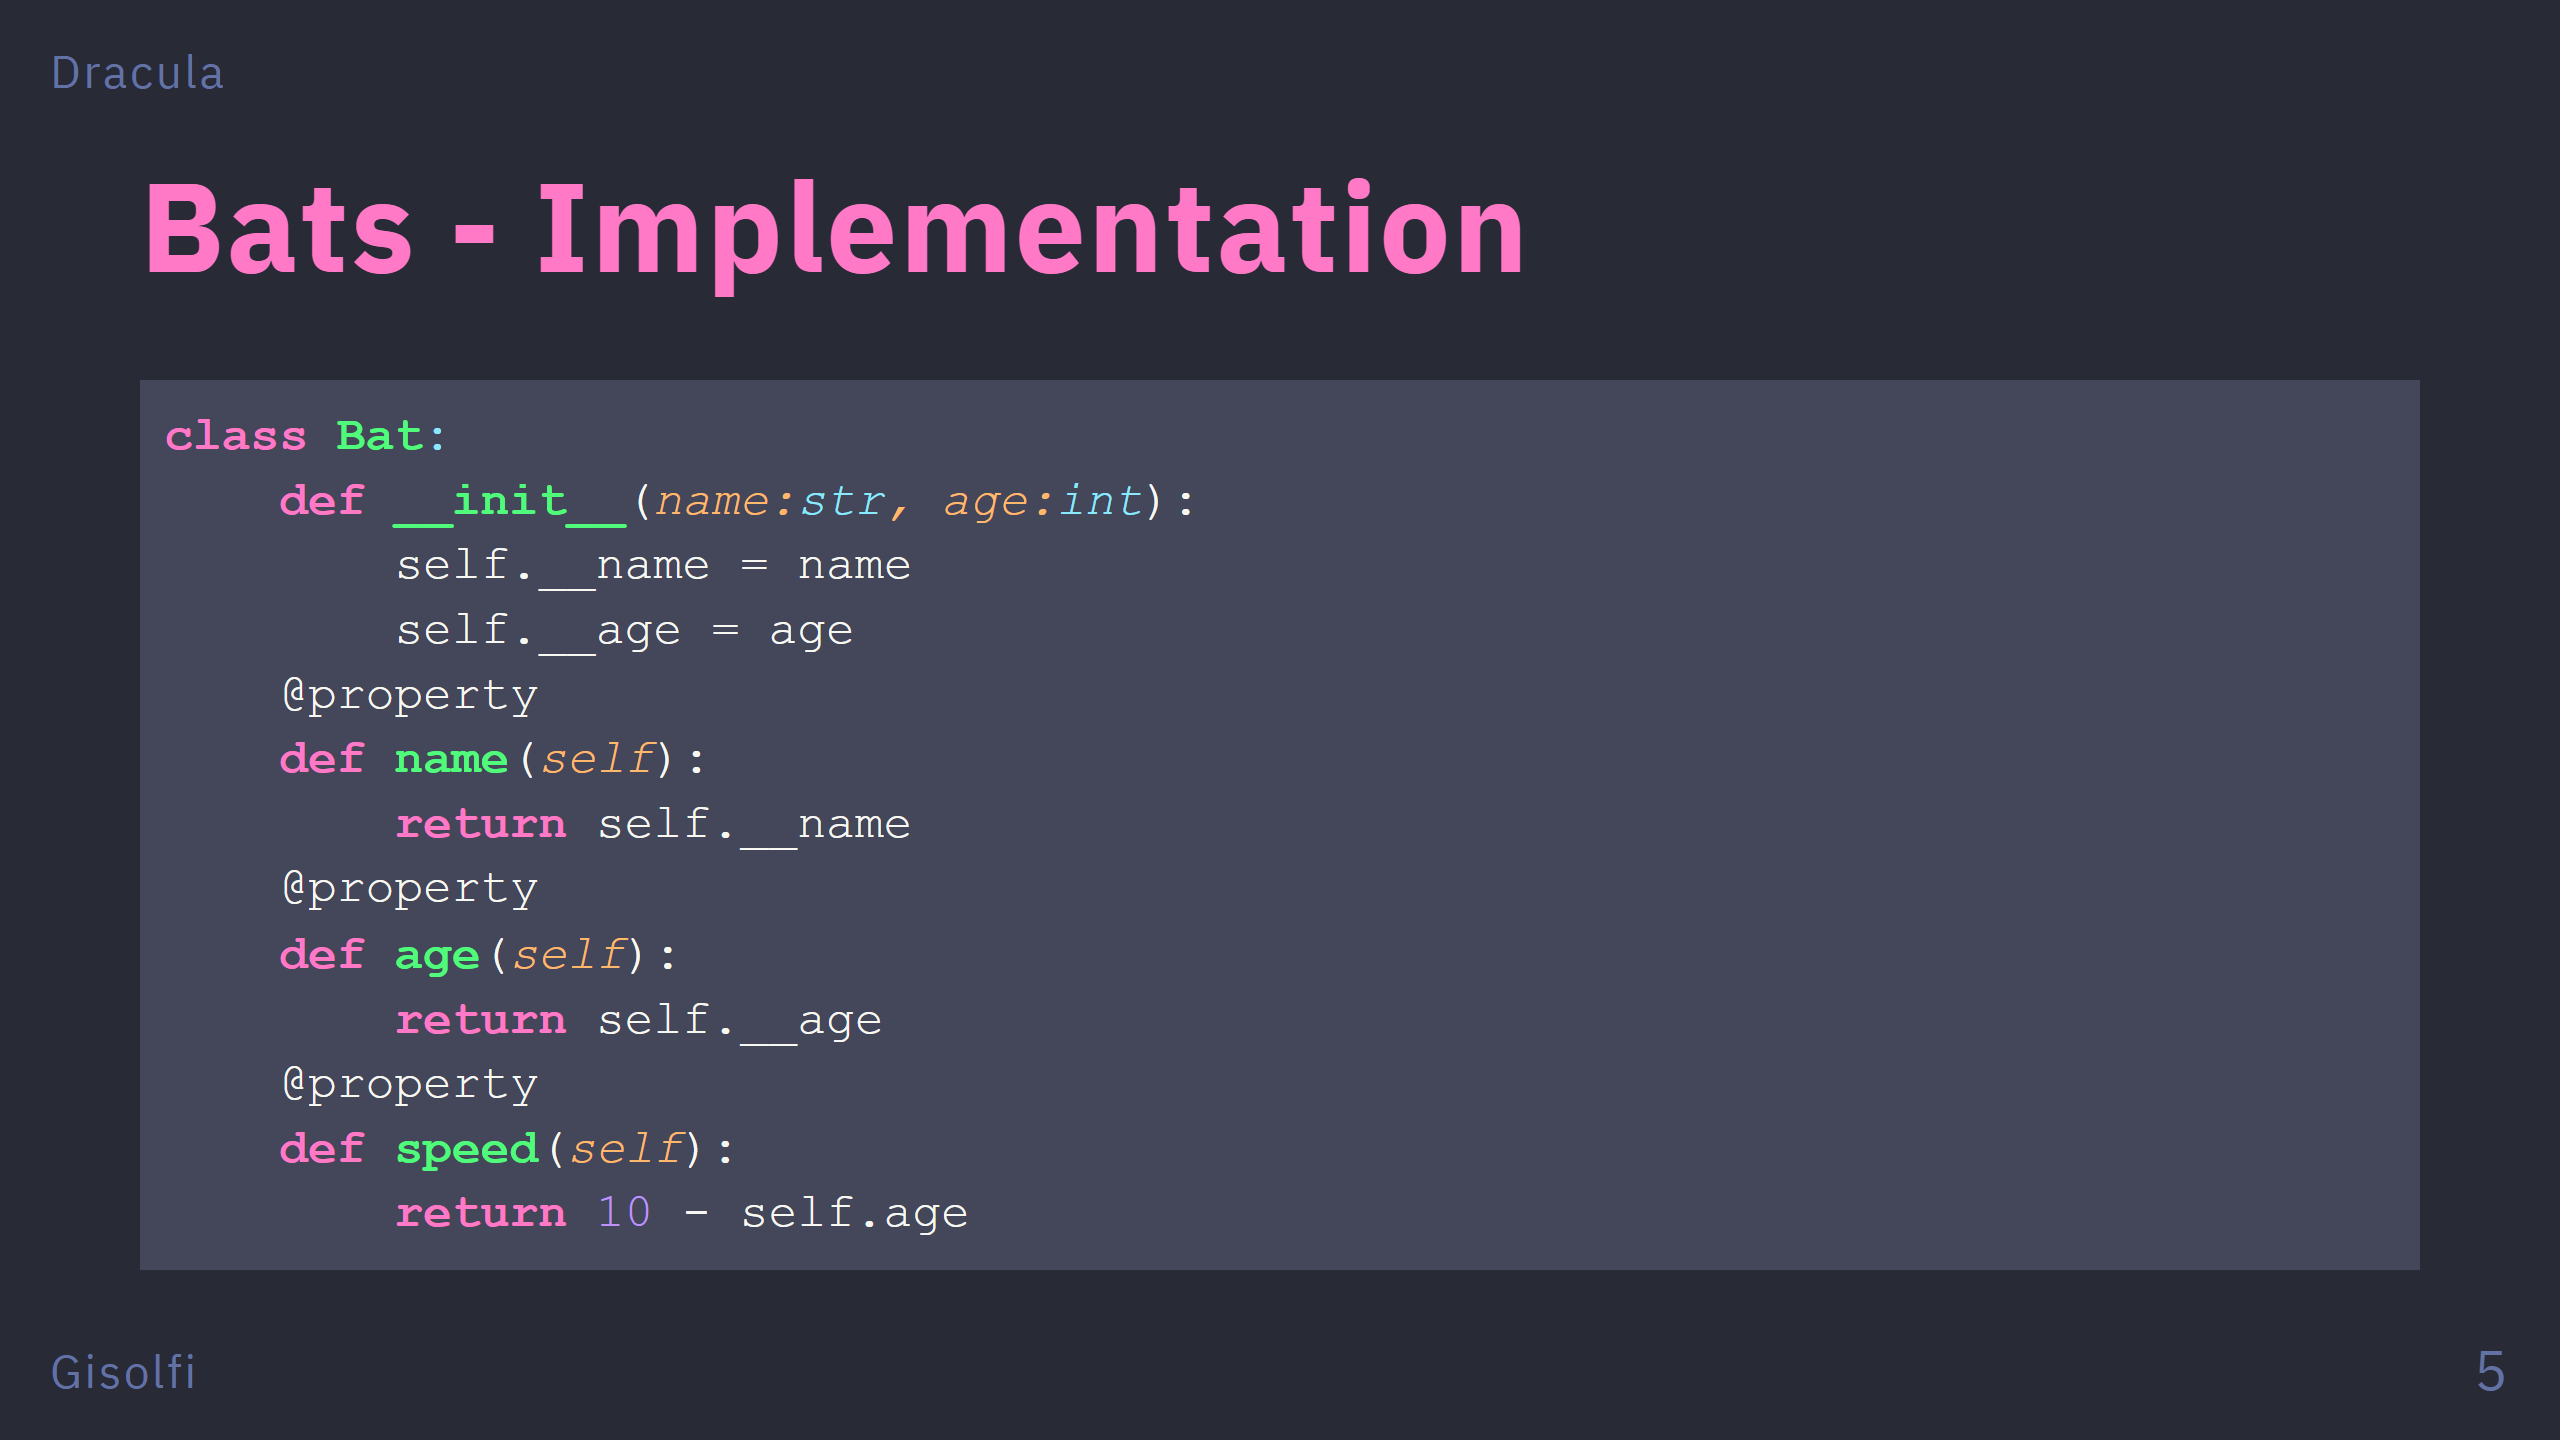 Dracula
Bats - Implementation
class Bat:
    def __init__(name:str, age:int):
        self.__name = name
        self.__age = age
    @property
    def name(self):
        return self.__name
    @property
    def age(self):
        return self.__age
    @property
    def speed(self):
        return 10 - self.age
Gisolfi
5